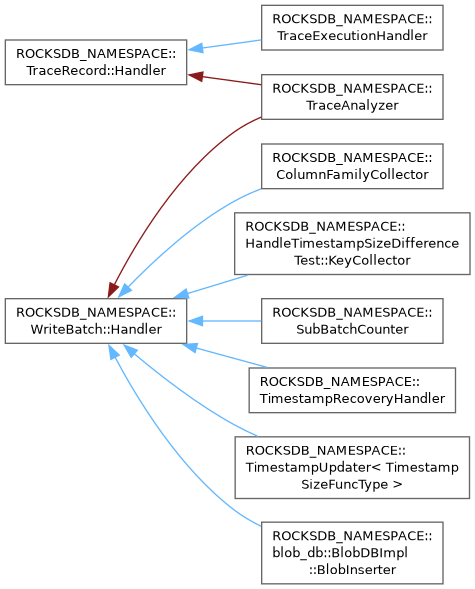 ROCKSDB_NAMESPACE::
TraceExecutionHandler
ROCKSDB_NAMESPACE::
TraceRecord::Handler
ROCKSDB_NAMESPACE::
TraceAnalyzer
ROCKSDB_NAMESPACE::
ColumnFamilyCollector
ROCKSDB_NAMESPACE::
HandleTimestampSizeDifference
Test::KeyCollector
ROCKSDB_NAMESPACE::
WriteBatch::Handler
ROCKSDB_NAMESPACE::
SubBatchCounter
ROCKSDB_NAMESPACE::
TimestampRecoveryHandler
ROCKSDB_NAMESPACE::
TimestampUpdater< Timestamp
SizeFuncType >
ROCKSDB_NAMESPACE::
blob_db::BlobDBImpl
::BlobInserter